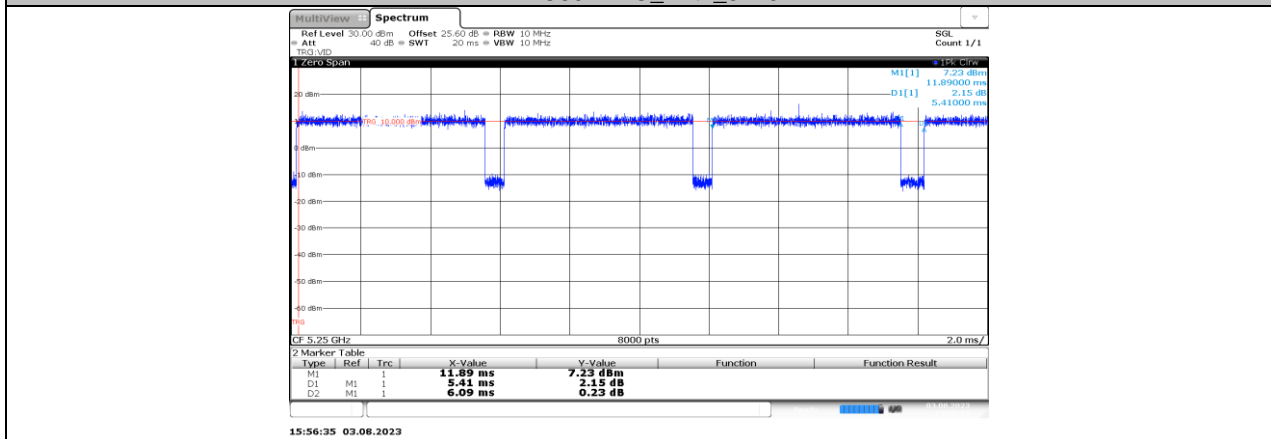 MultiView Spectrum
Ref Level 30.00 dBm Offset 25.60 dB RBW 10 MHz SGL
Att 40 dB SWT 20 ms VBW 10 MHz Count 1/1
TRG:VID
1 Zero Span 1Pk Clrw
M1[1] 7.23 dBm
11.89000 ms
D1[1] 2.15 dB
5.41000 ms
20 dBm
TRG 10.000 dBm
0 dBm
-10 dBm
-20 dBm
-30 dBm
-40 dBm
-50 dBm
-60 dBm
TRG
CF 5.25 GHz 8000 pts 2.0 ms/
2 Marker Table
Type Ref Trc X-Value Y-Value Function Function Result
M1 1 11.89 ms 7.23 dBm
D1 M1 1 5.41 ms 2.15 dB
D2 M1 1 6.09 ms 0.23 dB
15:56:35 03.08.2023